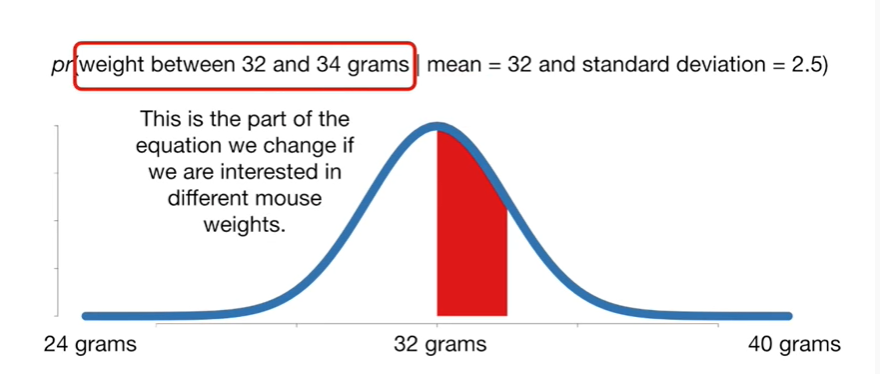 pr(weight between 32 and 34 grams | mean = 32 and standard deviation = 2.5)
This is the part of the
equation we change if
we are interested in
different mouse
weights.
24 grams 32 grams 40 grams